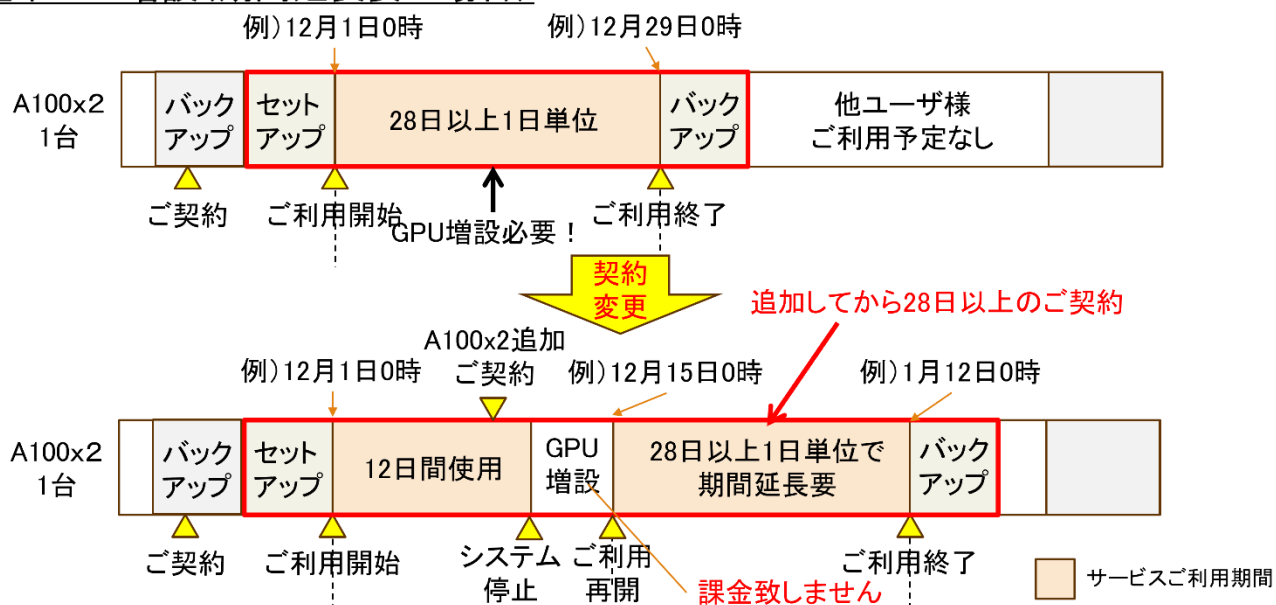 例）12月1日0時
例）12月29日0時
A100x2
1台
バック
アップ
セット
アップ
28日以上1日単位
バック
アップ
他ユーザ様
ご利用予定なし
ご契約
ご利用開始
GPU増設必要！
ご利用終了
契約
変更
追加してから28日以上のご契約
A100x2追加
ご契約
例）12月1日0時
例）12月15日0時
例）1月12日0時
A100x2
1台
バック
アップ
セット
アップ
12日間使用
GPU
増設
28日以上1日単位で
期間延長要
バック
アップ
ご契約
ご利用開始
システム
停止
ご利用
再開
課金致しません
ご利用終了
サービスご利用期間